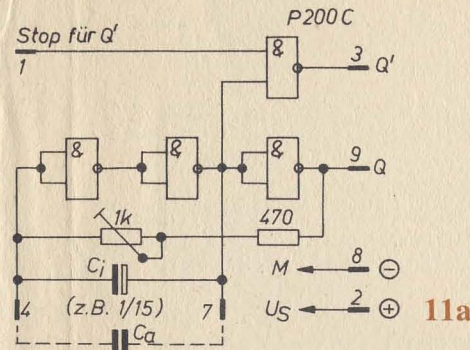 P200C
Stop für Q'
1
&
3
Q'
&
&
&
9
Q
1k
470
Ci
(z.B. 1/15)
M
8
⊖
4
7
US
2
⊕
11a
Ca